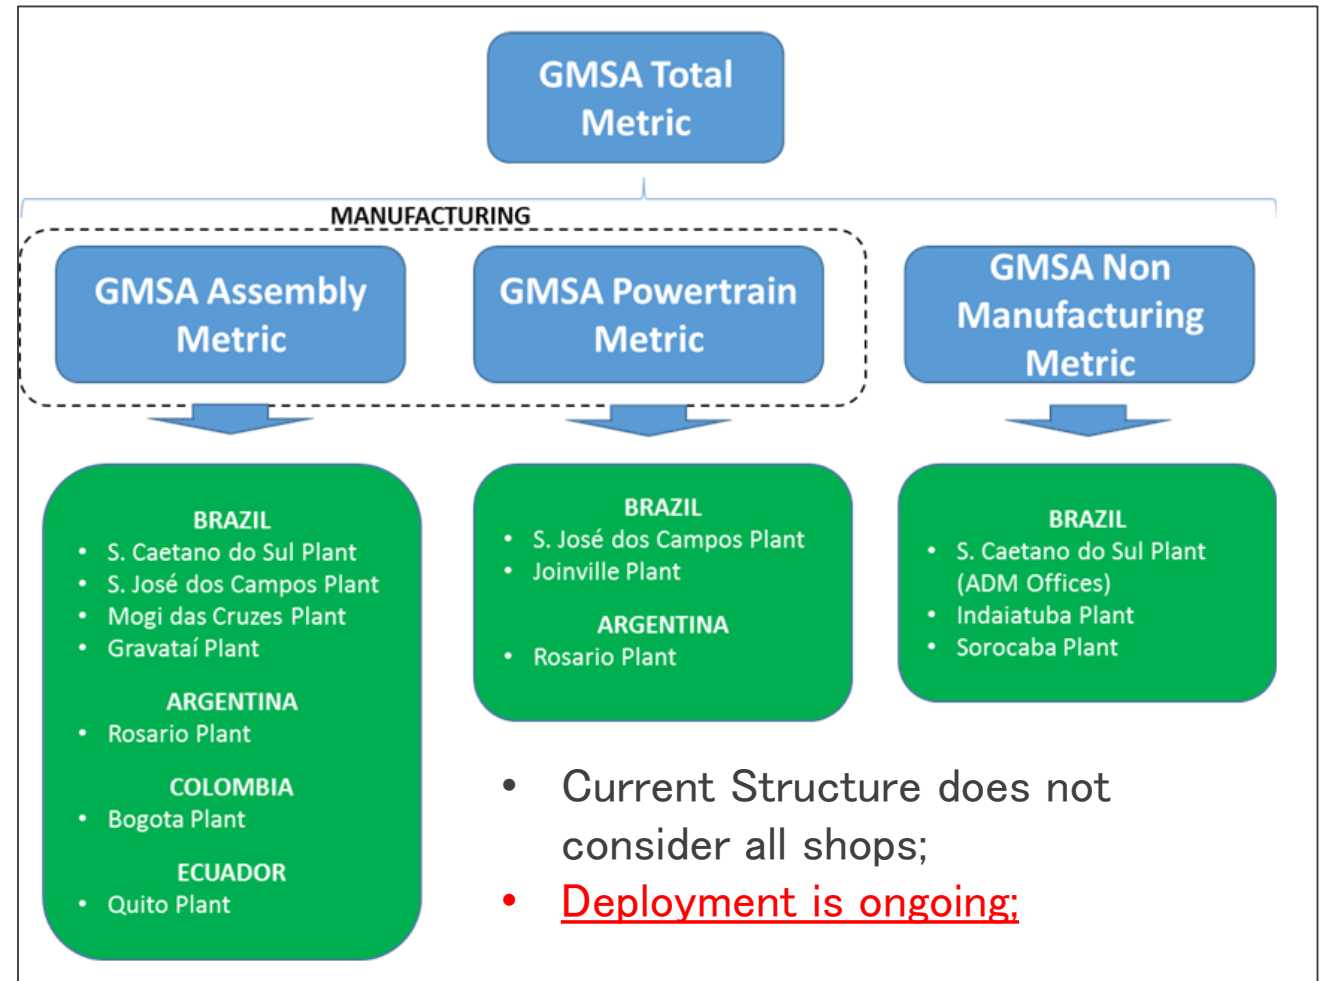 GMSA Total
Metric
MANUFACTURING
GMSA Assembly
Metric
GMSA Powertrain
Metric
GMSA Non
Manufacturing
Metric
BRAZIL
• S. Caetano do Sul Plant
• S. José dos Campos Plant
• Mogi das Cruzes Plant
• Gravataí Plant
ARGENTINA
• Rosario Plant
COLOMBIA
• Bogota Plant
ECUADOR
• Quito Plant
BRAZIL
• S. José dos Campos Plant
• Joinville Plant
ARGENTINA
• Rosario Plant
BRAZIL
• S. Caetano do Sul Plant
(ADM Offices)
• Indaiatuba Plant
• Sorocaba Plant
• Current Structure does not
consider all shops;
• Deployment is ongoing;